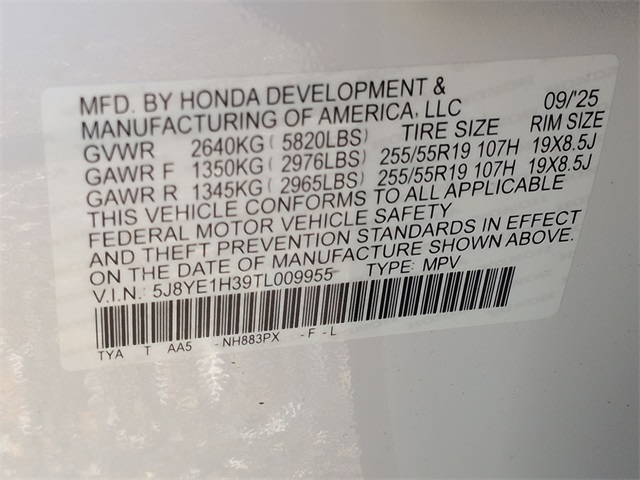 MFD. BY HONDA DEVELOPMENT &
MANUFACTURING OF AMERICA, LLC 09/'25
GVWR 2640KG ( 5820LBS) TIRE SIZE RIM SIZE
GAWR F 1350KG ( 2976LBS) 255/55R19 107H 19X8.5J
GAWR R 1345KG ( 2965LBS) 255/55R19 107H 19X8.5J
THIS VEHICLE CONFORMS TO ALL APPLICABLE
FEDERAL MOTOR VEHICLE SAFETY
AND THEFT PREVENTION STANDARDS IN EFFECT
ON THE DATE OF MANUFACTURE SHOWN ABOVE.
V.I.N.: 5J8YE1H39TL009955 TYPE: MPV
TYA T AA5 -NH883PX -F-L